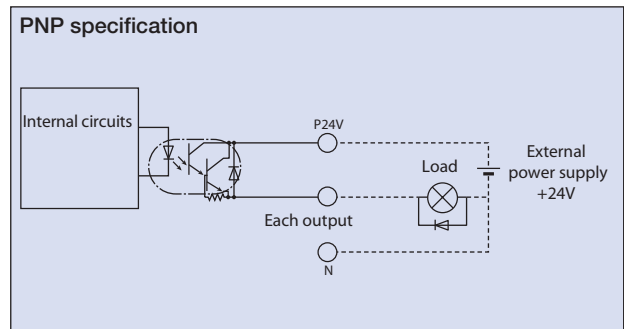 PNP specification
Internal circuits
P24V
Load
External
power supply
+24V
Each output
N